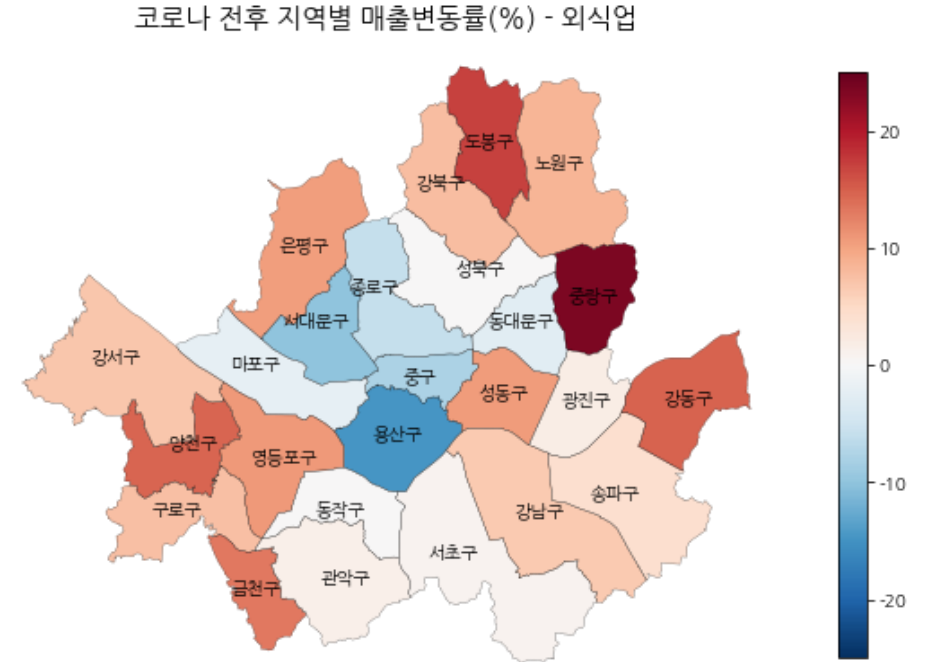 코로나 전후 지역별 매출변동률(%) - 외식업
도봉구
노원구
강북구
은평구
성북구
종로구
중랑구
서대문구
동대문구
강서구
마포구
중구
성동구
광진구
강동구
양천구
영등포구
용산구
송파구
구로구
동작구
강남구
서초구
관악구
금천구
20
10
0
-10
-20